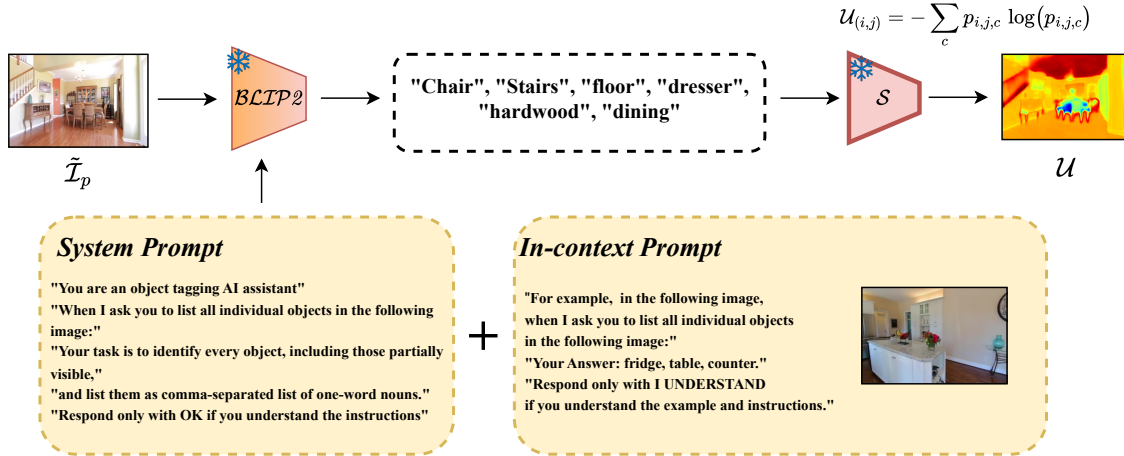 𝒰₍ᵢ,ⱼ₎ = − ∑_c p_{i,j,c} log(p_{i,j,c})
BLIP2
"Chair", "Stairs", "floor", "dresser",
"hardwood", "dining"
𝒮
Ĩ_p
𝒰
System Prompt
"You are an object tagging AI assistant"
"When I ask you to list all individual objects in the following
image:"
"Your task is to identify every object, including those partially
visible,"
"and list them as comma-separated list of one-word nouns."
"Respond only with OK if you understand the instructions"
+
In-context Prompt
"For example,  in the following image,
when I ask you to list all individual objects
in the following image:"
"Your Answer: fridge, table, counter."
"Respond only with I UNDERSTAND
if you understand the example and instructions."